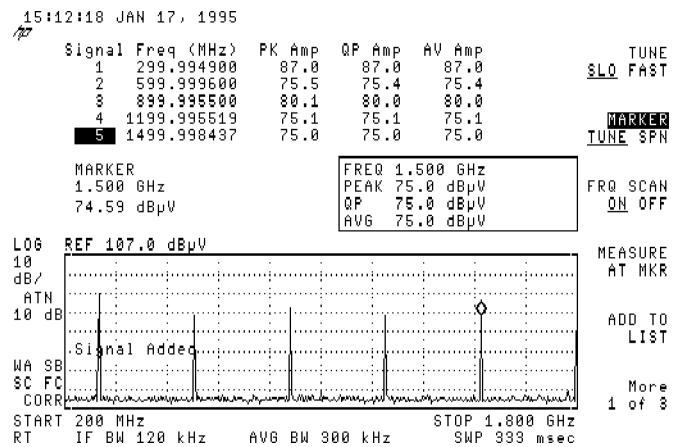 15:12:18 JAN 17, 1995
hp
Signal Freq (MHz) PK Amp QP Amp AV Amp
1 299.994900 87.0 87.0 87.0
2 599.999600 75.5 75.4 75.4
3 899.995500 80.1 80.0 80.0
4 1199.995519 75.1 75.1 75.1
5 1499.998437 75.0 75.0 75.0
TUNE
SLO FAST
MARKER
TUNE SPN
MARKER
1.500 GHz
74.59 dBµV
FREQ 1.500 GHz
PEAK 75.0 dBµV
QP 75.0 dBµV
AVG 75.0 dBµV
FRQ SCAN
ON OFF
LOG REF 107.0 dBµV
10
dB/
ATN
10 dB
MEASURE
AT MKR
ADD TO
LIST
Signal Added
WA SB
SC FC
CORR
More
1 of 3
START 200 MHz STOP 1.800 GHz
RT IF BW 120 kHz AVG BW 300 kHz SWP 333 msec